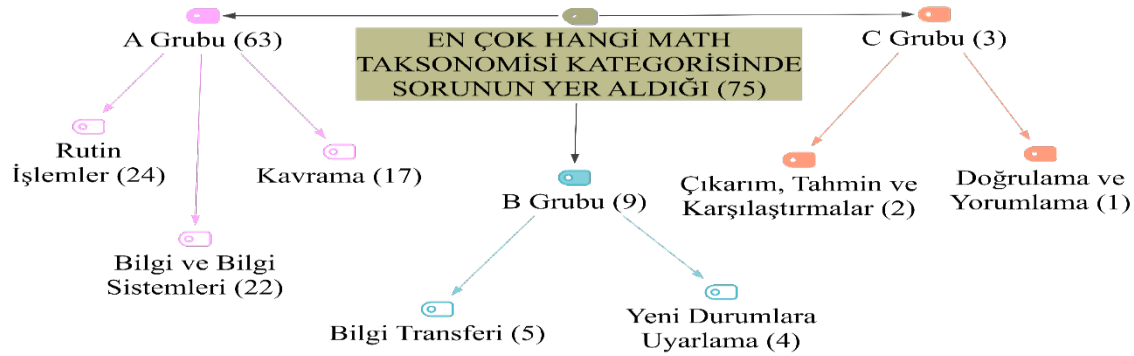 A Grubu (63)
EN ÇOK HANGİ MATH
TAKSONOMİSİ KATEGORİSİNDE
SORUNUN YER ALDIĞI (75)
C Grubu (3)
Rutin
İşlemler (24)
Kavrama (17)
Bilgi ve Bilgi
Sistemleri (22)
B Grubu (9)
Bilgi Transferi (5)
Yeni Durumlara
Uyarlama (4)
Çıkarım, Tahmin ve
Karşılaştırmalar (2)
Doğrulama ve
Yorumlama (1)